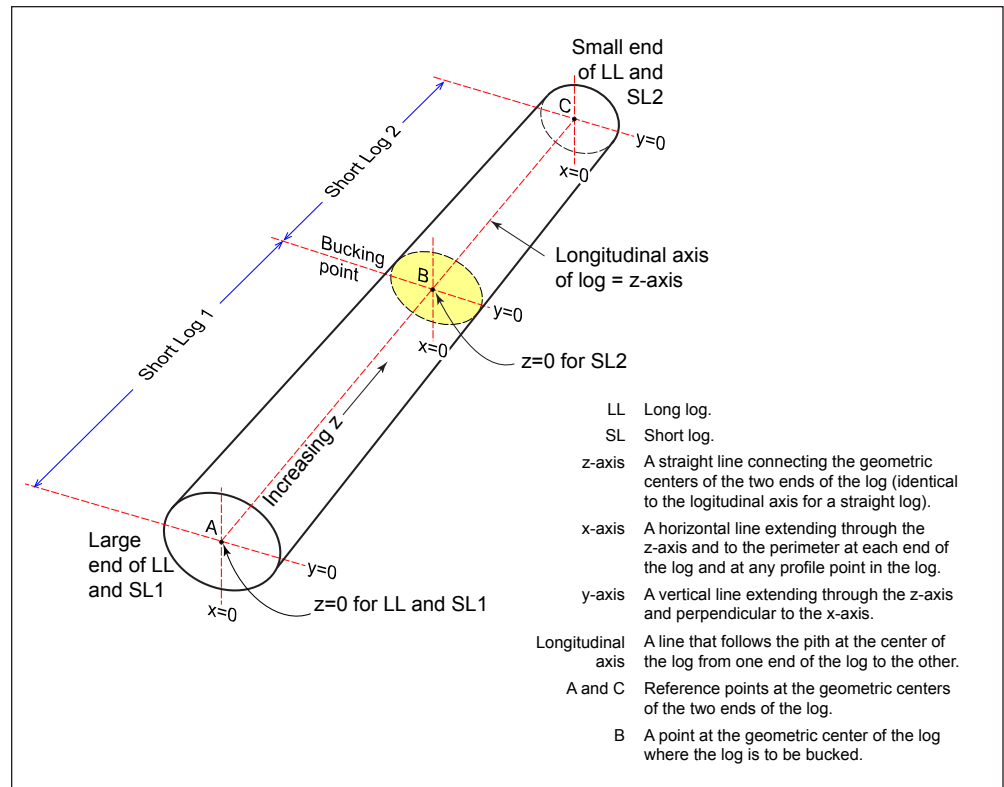 Small end
of LL and
SL2
C
y=0
x=0
Short Log 2
Longitudinal axis
of log = z-axis
Bucking
point
B
y=0
x=0
z=0 for SL2
Short Log 1
Increasing z
A
Large
end of LL
and SL1
y=0
x=0
z=0 for LL and SL1
LL Long log.
SL Short log.
z-axis A straight line connecting the geometric
centers of the two ends of the log (identical
to the logitudinal axis for a straight log).
x-axis A horizontal line extending through the
z-axis and to the perimeter at each end of
the log and at any profile point in the log.
y-axis A vertical line extending through the z-axis
and perpendicular to the x-axis.
Longitudinal A line that follows the pith at the center of
axis the log from one end of the log to the other.
A and C Reference points at the geometric centers
of the two ends of the log.
B A point at the geometric center of the log
where the log is to be bucked.